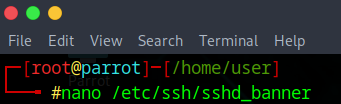 File Edit View Search Terminal Help
┌─[root@parrot]─[/home/user]
└──╼ #nano /etc/ssh/sshd_banner